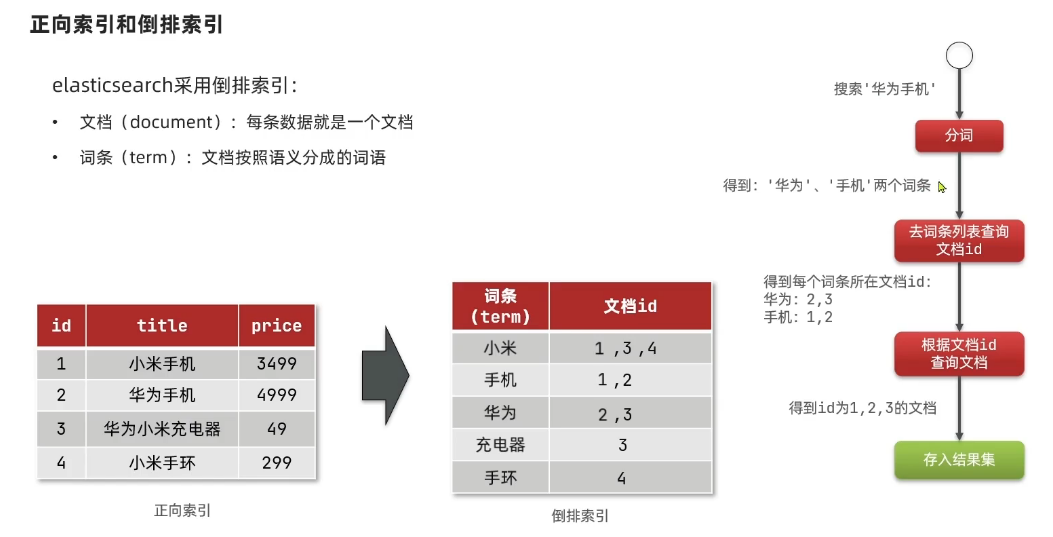 正向索引和倒排索引
elasticsearch采用倒排索引：
• 文档（document）：每条数据就是一个文档
• 词条（term）：文档按照语义分成的词语
id title price
1 小米手机 3499
2 华为手机 4999
3 华为小米充电器 49
4 小米手环 299
正向索引
词条
(term) 文档id
小米 1 ,3 ,4
手机 1 ,2
华为 2 ,3
充电器 3
手环 4
倒排索引
搜索'华为手机'
分词
得到：'华为'、'手机'两个词条
去词条列表查询
文档id
得到每个词条所在文档id：
华为：2,3
手机：1,2
根据文档id
查询文档
得到id为1,2,3的文档
存入结果集